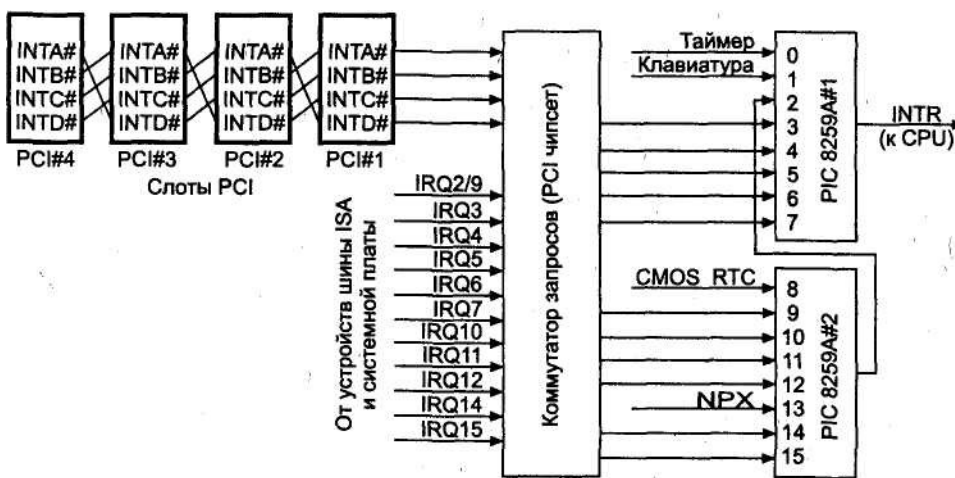 INTA#
INTB#
INTC#
INTD#
PCI#4
INTA#
INTB#
INTC#
INTD#
PCI#3
INTA#
INTB#
INTC#
INTD#
PCI#2
INTA#
INTB#
INTC#
INTD#
PCI#1
Слоты PCI
От устройств шины ISA
и системной платы
IRQ2/9
IRQ3
IRQ4
IRQ5
IRQ6
IRQ7
IRQ10
IRQ11
IRQ12
IRQ14
IRQ15
Коммутатор запросов (PCI чипсет)
Таймер
Клавиатура
0
1
2
3
4
5
6
7
PIC 8259A#1
INTR
(к CPU)
CMOS RTC
NPX
8
9
10
11
12
13
14
15
PIC 8259A#2